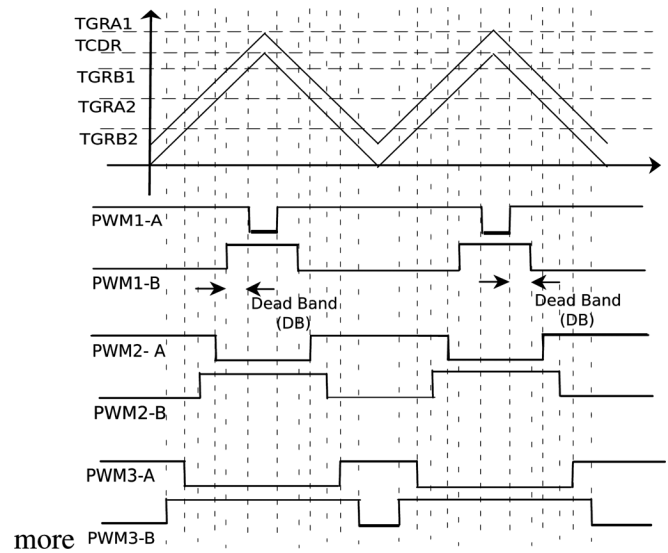 TGRA1
TCDR
TGRB1
TGRA2
TGRB2
PWM1-A
PWM1-B
Dead Band
(DB)
Dead Band
(DB)
PWM2- A
PWM2-B
PWM3-A
more
PWM3-B